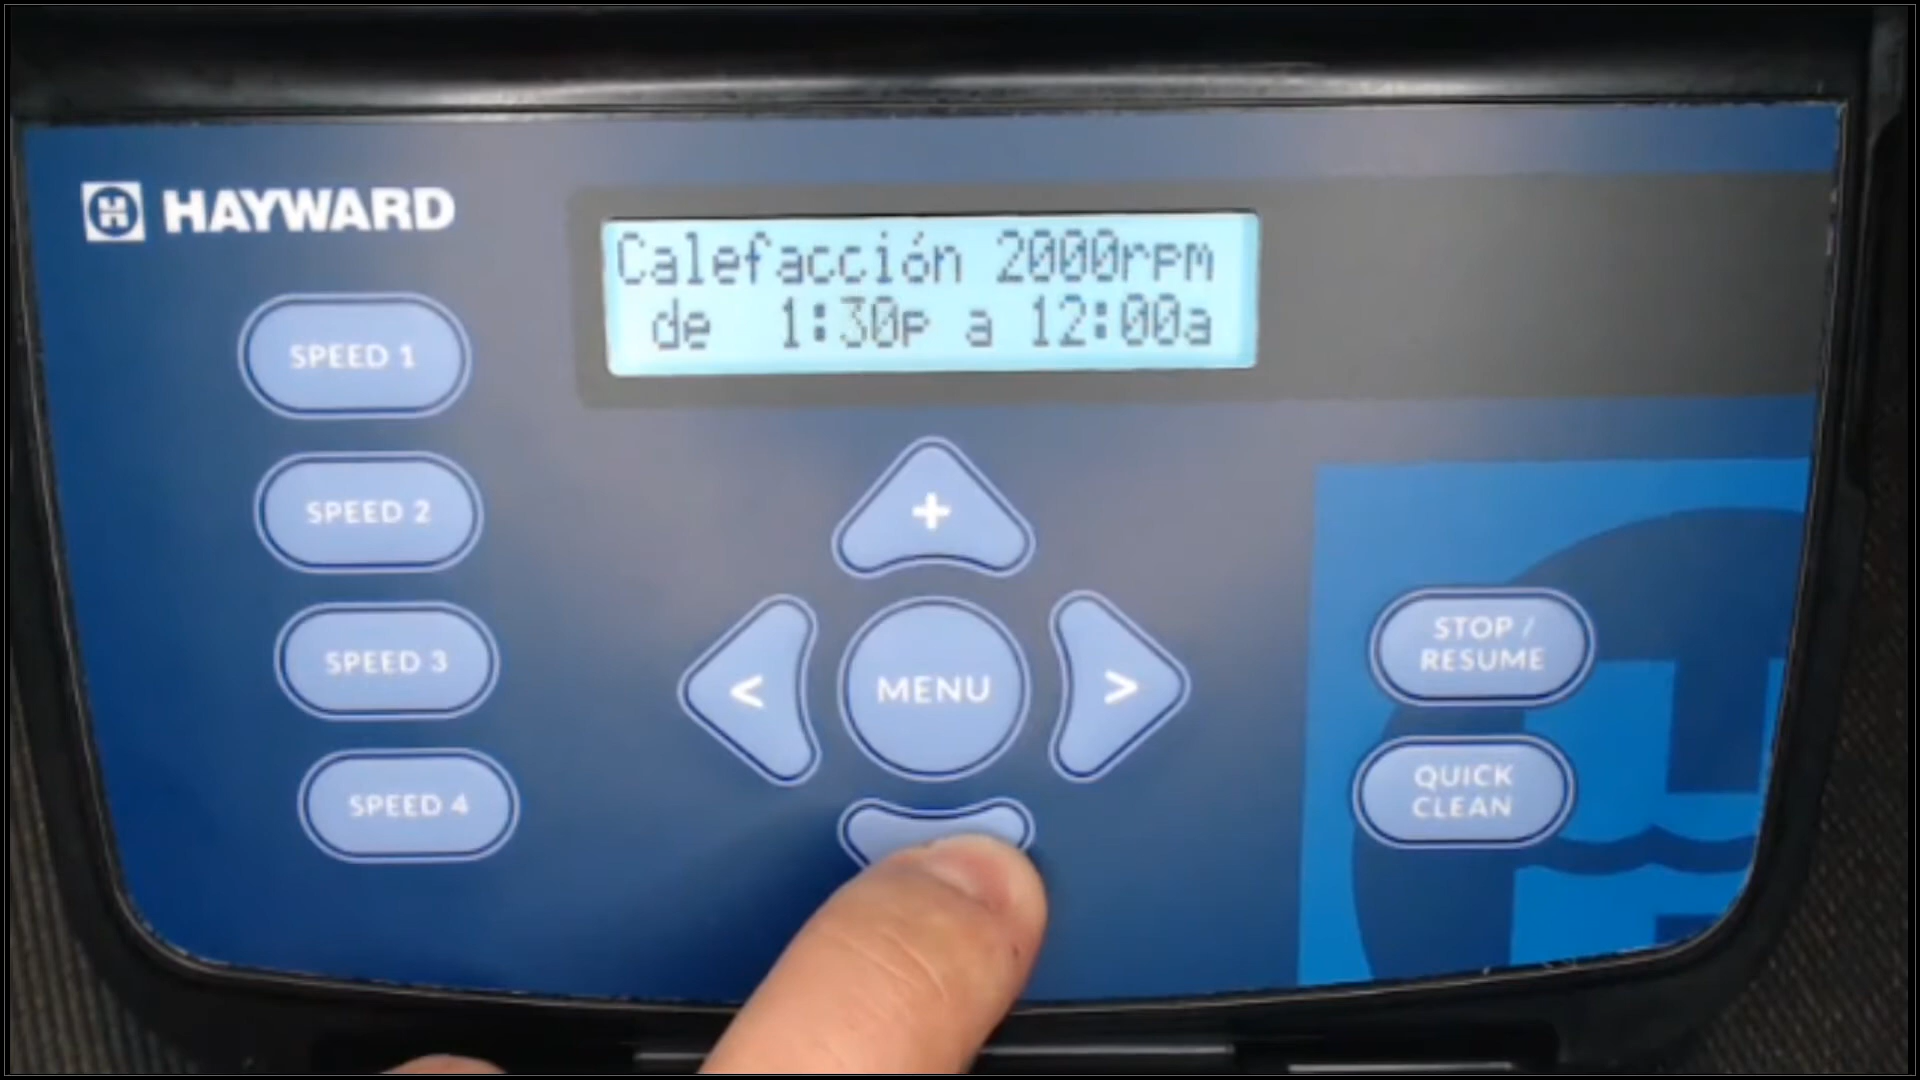 HAYWARD
Calefacción 2000rpm
de 1:30p a 12:00a
SPEED 1
SPEED 2
SPEED 3
SPEED 4
+
<
MENU
>
STOP /
RESUME
QUICK
CLEAN